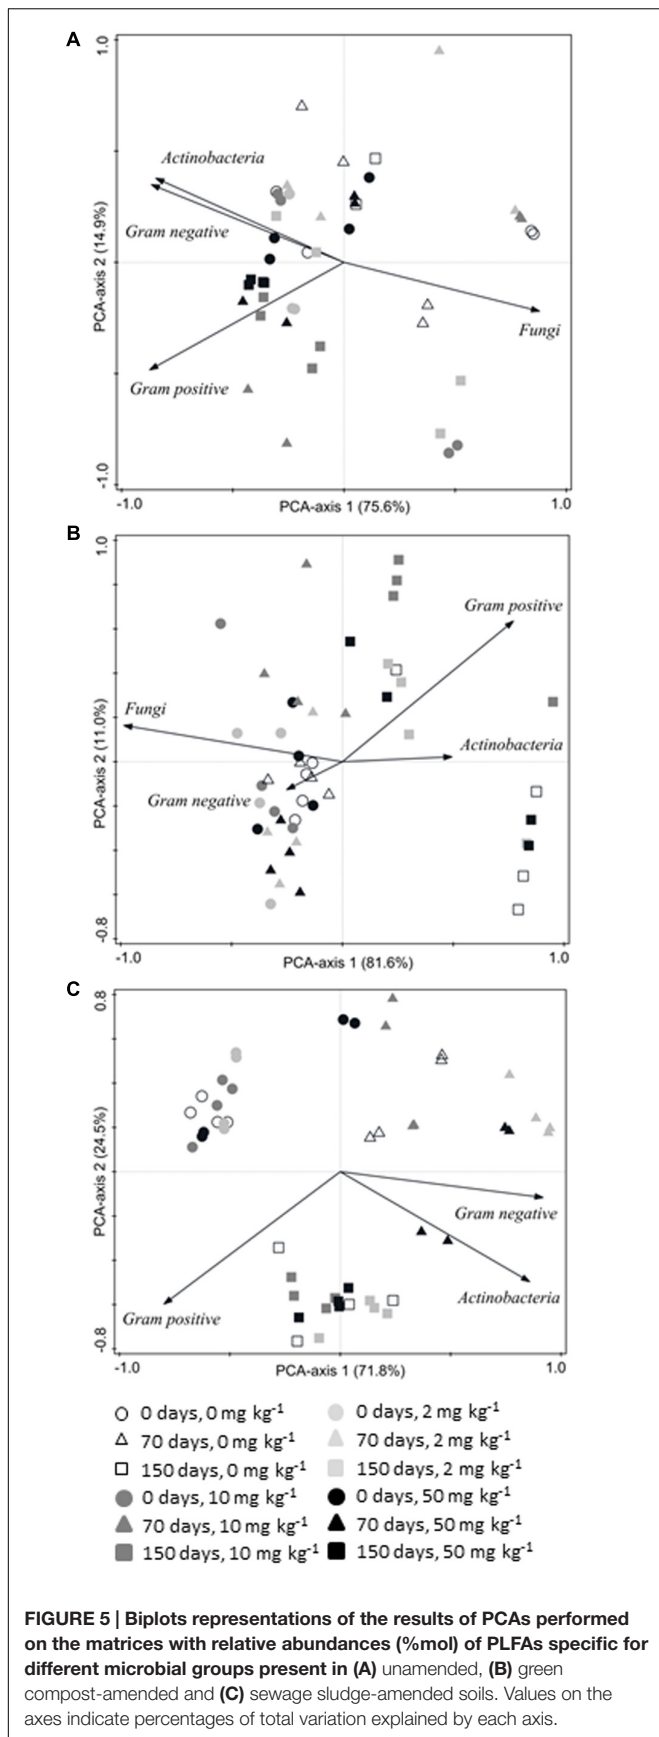 A
1.0
Actinobacteria
Gram negative
PCA-axis 2 (14.9%)
Fungi
Gram positive
-1.0
-1.0
PCA-axis 1 (75.6%)
1.0
B
1.0
Gram positive
Fungi
PCA-axis 2 (11.0%)
Actinobacteria
Gram negative
-0.8
-1.0
PCA-axis 1 (81.6%)
1.0
C
0.8
PCA-axis 2 (24.5%)
Gram negative
Actinobacteria
Gram positive
-0.8
-1.0
PCA-axis 1 (71.8%)
1.0
0 days, 0 mg kg⁻¹
0 days, 2 mg kg⁻¹
70 days, 0 mg kg⁻¹
70 days, 2 mg kg⁻¹
150 days, 0 mg kg⁻¹
150 days, 2 mg kg⁻¹
0 days, 10 mg kg⁻¹
0 days, 50 mg kg⁻¹
70 days, 10 mg kg⁻¹
70 days, 50 mg kg⁻¹
150 days, 10 mg kg⁻¹
150 days, 50 mg kg⁻¹
FIGURE 5 | Biplots representations of the results of PCAs performed
on the matrices with relative abundances (%mol) of PLFAs specific for
different microbial groups present in (A) unamended, (B) green
compost-amended and (C) sewage sludge-amended soils. Values on the
axes indicate percentages of total variation explained by each axis.